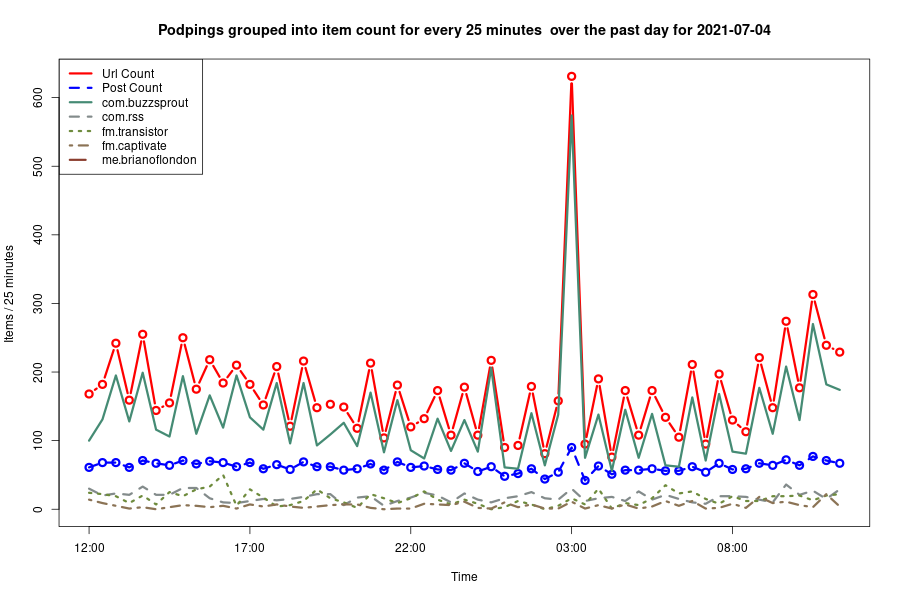 Podpings grouped into item count for every 25 minutes  over the past day for 2021-07-04
Url Count
Post Count
com.buzzsprout
com.rss
fm.transistor
fm.captivate
me.brianoflondon
Items / 25 minutes
600
500
400
300
200
100
0
12:00 17:00 22:00 03:00 08:00
Time